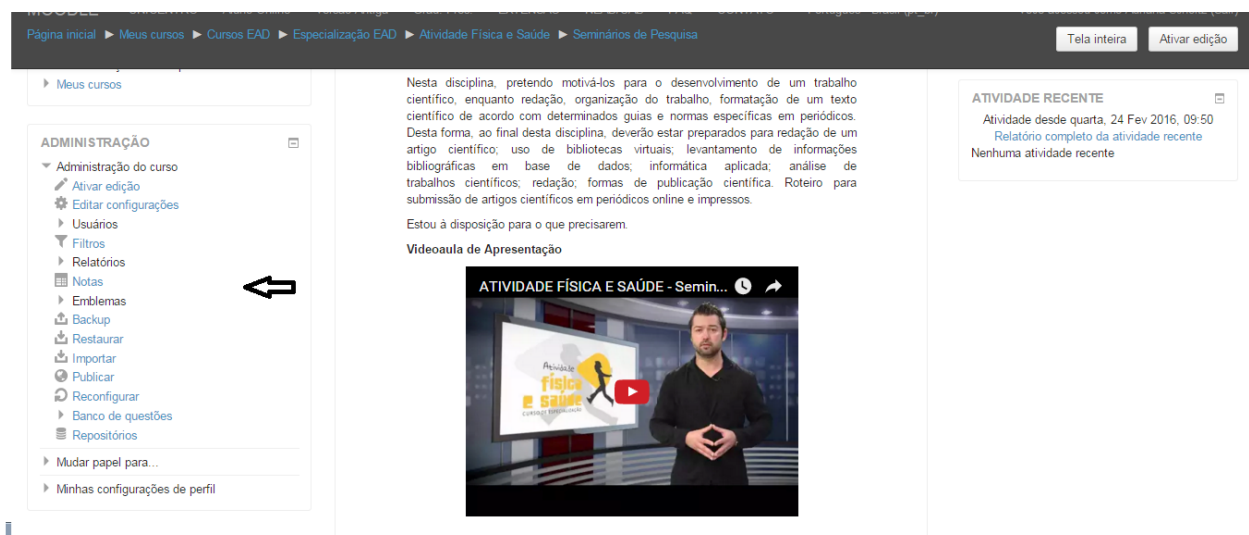 Página inicial ► Meus cursos ► Cursos EAD ► Especialização EAD ► Atividade Física e Saúde ► Seminários de Pesquisa
Tela inteira
Ativar edição
Meus cursos
ADMINISTRAÇÃO
Administração do curso
Ativar edição
Editar configurações
Usuários
Filtros
Relatórios
Notas
Emblemas
Backup
Restaurar
Importar
Publicar
Reconfigurar
Banco de questões
Repositórios
Mudar papel para...
Minhas configurações de perfil
Nesta disciplina, pretendo motivá-los para o desenvolvimento de um trabalho
científico, enquanto redação, organização do trabalho, formatação de um texto
científico de acordo com determinados guias e normas específicas em periódicos.
Desta forma, ao final desta disciplina, deverão estar preparados para redação de um
artigo científico; uso de bibliotecas virtuais; levantamento de informações
bibliográficas em base de dados; informática aplicada; análise de
trabalhos científicos; redação; formas de publicação científica. Roteiro para
submissão de artigos científicos em periódicos online e impressos.
Estou à disposição para o que precisarem.
Videoaula de Apresentação
ATIVIDADE FÍSICA E SAÚDE - Semin...
Atividade
física
e saúde
CURSO DE ESPECIALIZAÇÃO
ATIVIDADE RECENTE
Atividade desde quarta, 24 Fev 2016, 09:50
Relatório completo da atividade recente
Nenhuma atividade recente